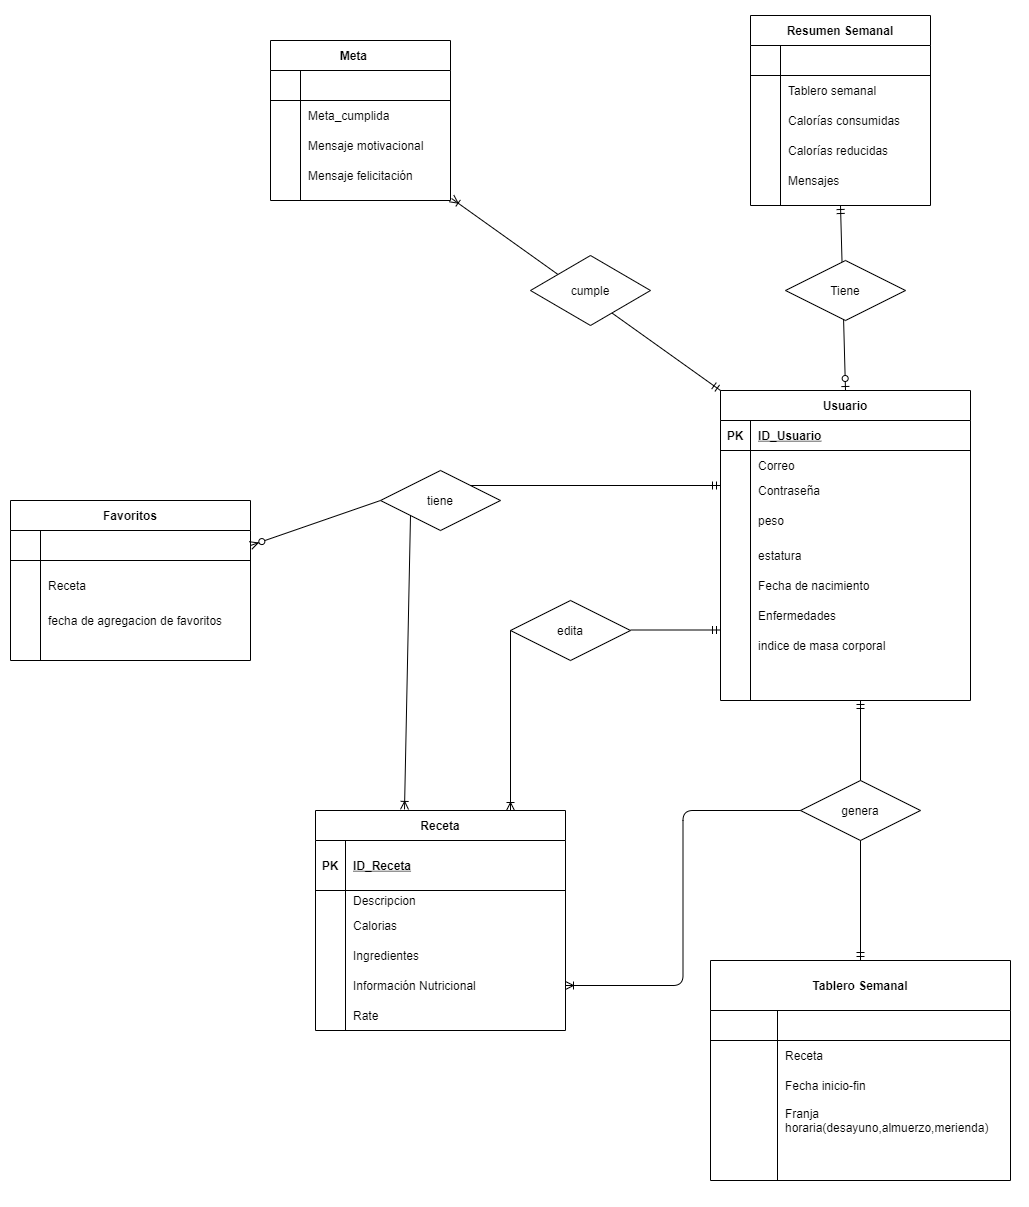 Resumen Semanal
Tablero semanal
Calorías consumidas
Calorías reducidas
Mensajes
Meta
Meta_cumplida
Mensaje motivacional
Mensaje felicitación
cumple
Tiene
Usuario
PK ID_Usuario
Correo
Contraseña
peso
estatura
Fecha de nacimiento
Enfermedades
indice de masa corporal
tiene
Favoritos
Receta
fecha de agregacion de favoritos
edita
genera
Receta
PK ID_Receta
Descripcion
Calorias
Ingredientes
Información Nutricional
Rate
Tablero Semanal
Receta
Fecha inicio-fin
Franja
horaria(desayuno,almuerzo,merienda)